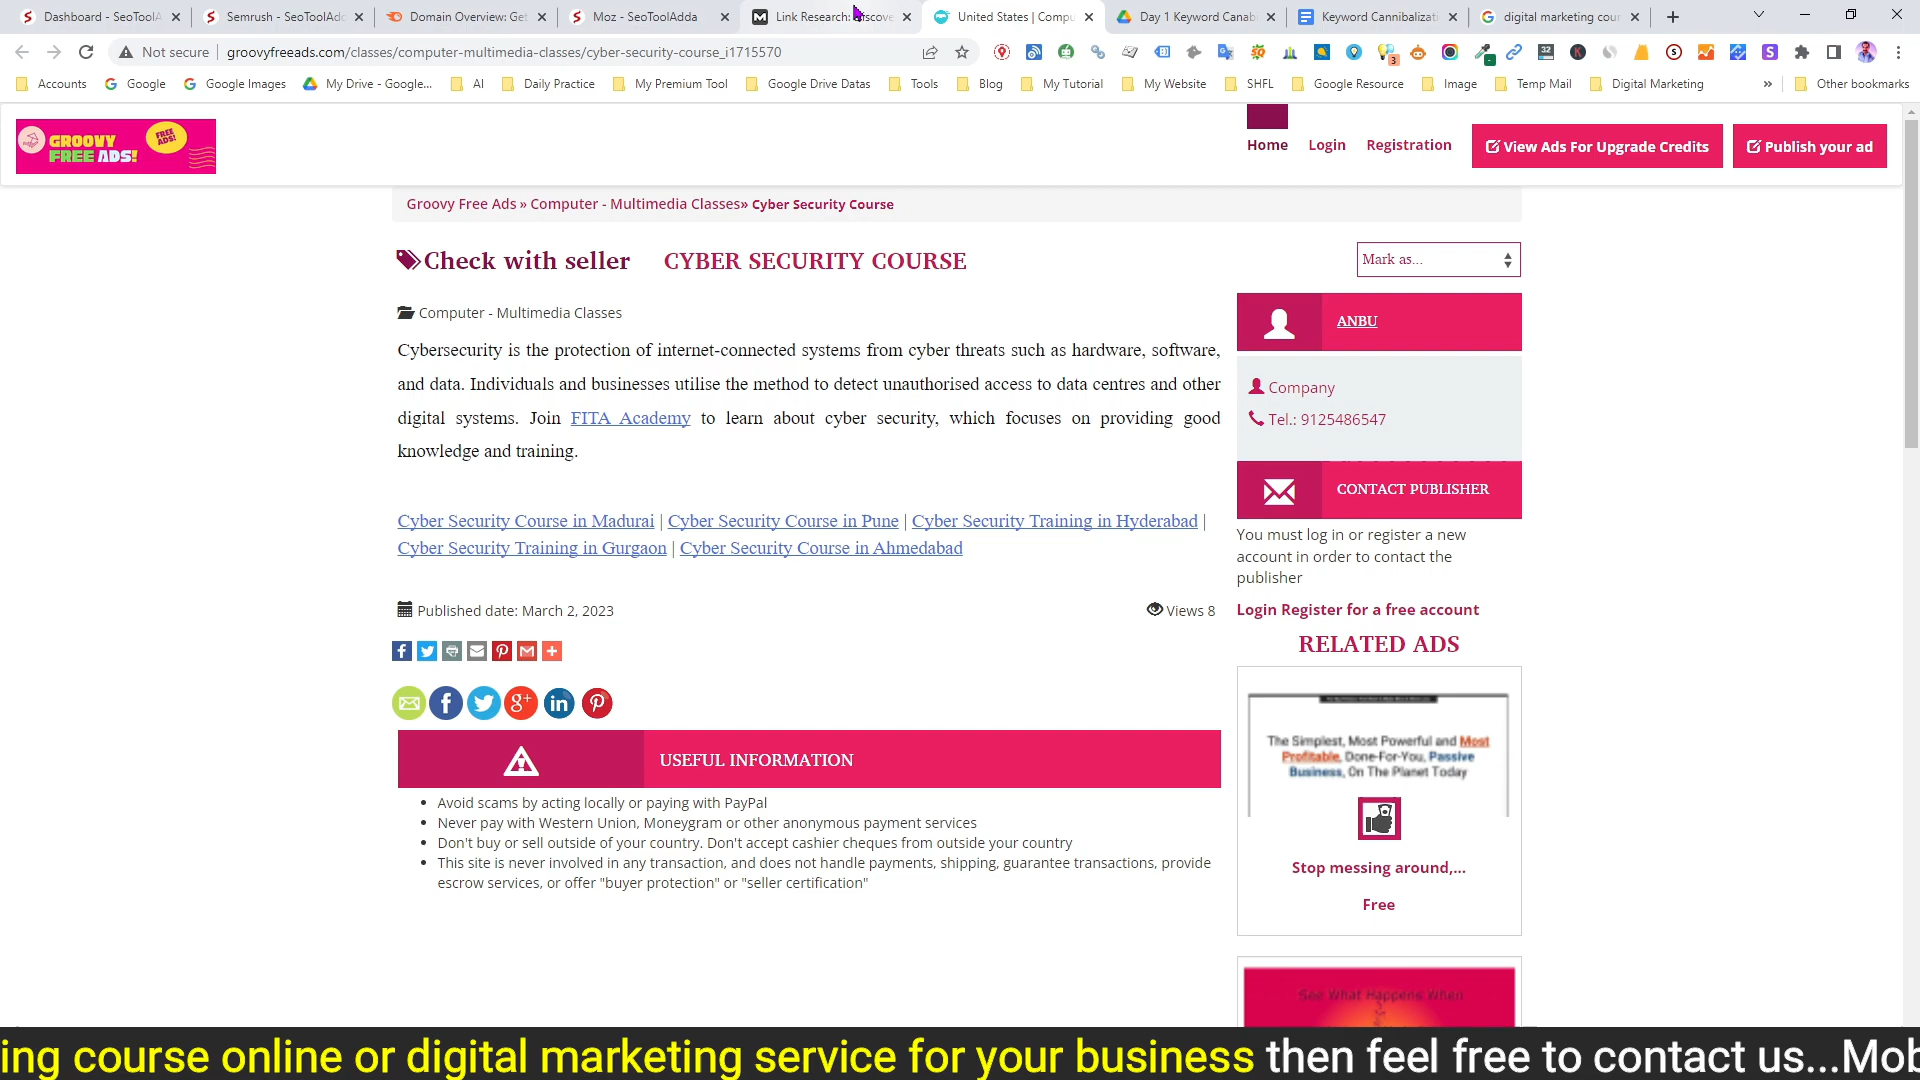 Dashboard - SeoToolA
Semrush - SeoToolAdd
Domain Overview: Get
Moz - SeoToolAdda
Link Research:
United States | Compu
Day 1 Keyword Canab
Keyword Cannibalizati
digital marketing cour
Not secure
groovyfreeads.com/classes/computer-multimedia-classes/cyber-security-course_i1715570
Accounts
Google
Google Images
My Drive - Google...
AI
Daily Practice
My Premium Tool
Google Drive Datas
Tools
Blog
My Tutorial
My Website
SHFL
Google Resource
Image
Temp Mail
Digital Marketing
»
Other bookmarks
GROOVY
FREE ADS!
FREE
ADS!
Home
Login
Registration
View Ads For Upgrade Credits
Publish your ad
Groovy Free Ads » Computer - Multimedia Classes» Cyber Security Course
Check with seller
CYBER SECURITY COURSE
Mark as...
Computer - Multimedia Classes
Cybersecurity is the protection of internet-connected systems from cyber threats such as hardware, software,
and data. Individuals and businesses utilise the method to detect unauthorised access to data centres and other
digital systems. Join FITA Academy to learn about cyber security, which focuses on providing good
knowledge and training.
Cyber Security Course in Madurai | Cyber Security Course in Pune | Cyber Security Training in Hyderabad |
Cyber Security Training in Gurgaon | Cyber Security Course in Ahmedabad
Published date: March 2, 2023
Views 8
USEFUL INFORMATION
Avoid scams by acting locally or paying with PayPal
Never pay with Western Union, Moneygram or other anonymous payment services
Don't buy or sell outside of your country. Don't accept cashier cheques from outside your country
This site is never involved in any transaction, and does not handle payments, shipping, guarantee transactions, provide
escrow services, or offer "buyer protection" or "seller certification"
ANBU
Company
Tel.: 9125486547
CONTACT PUBLISHER
You must log in or register a new
account in order to contact the
publisher
Login Register for a free account
RELATED ADS
The Simplest, Most Powerful and Most
Profitable, Done-For-You, Passive
Business, On The Planet Today
Stop messing around,...
Free
See What Happens When
ing course online or digital marketing service for your business then feel free to contact us...Mob